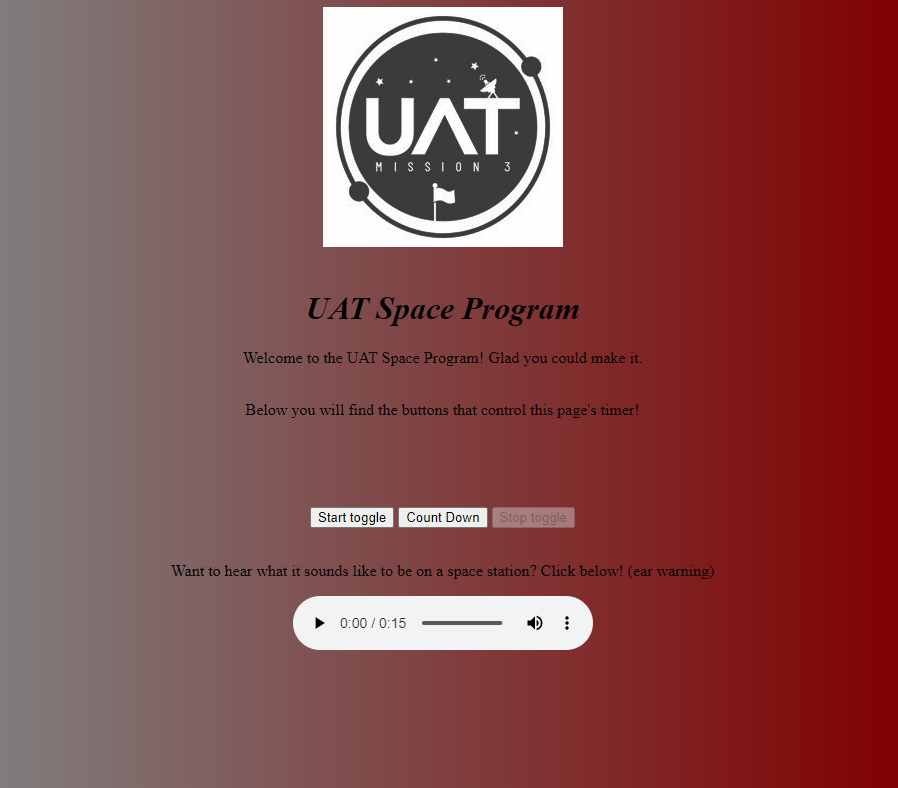 UAT
MISSION 3
UAT Space Program
Welcome to the UAT Space Program! Glad you could make it.
Below you will find the buttons that control this page's timer!
Start toggle Count Down Stop toggle
Want to hear what it sounds like to be on a space station? Click below! (ear warning)
0:00 / 0:15